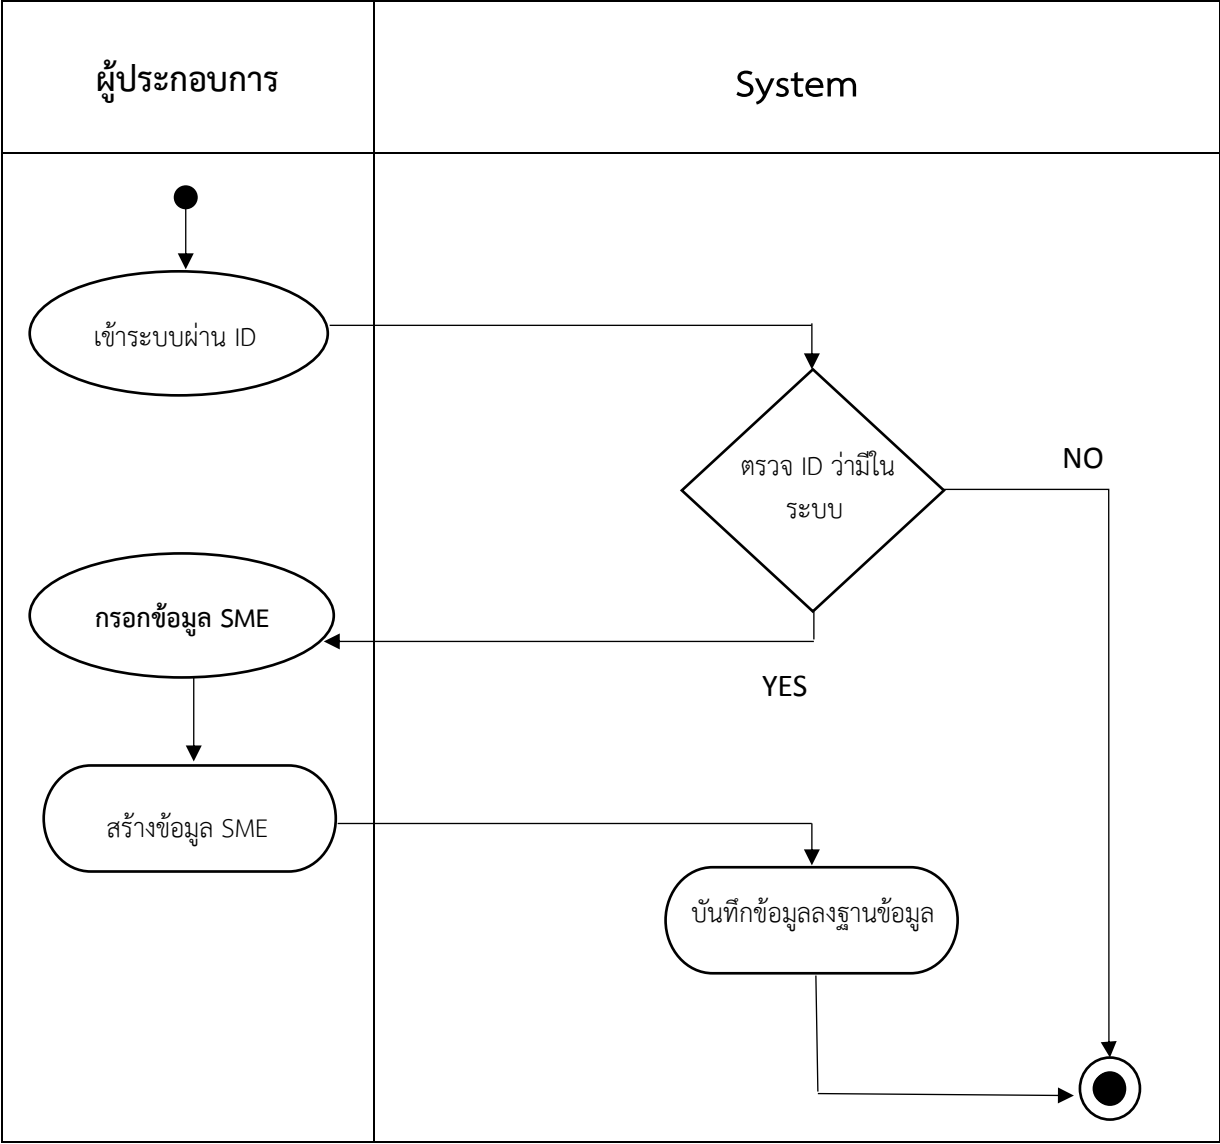 ผู้ประกอบการ
System
เข้าระบบผ่าน ID
ตรวจ ID ว่ามีใน
ระบบ
NO
กรอกข้อมูล SME
YES
สร้างข้อมูล SME
บันทึกข้อมูลลงฐานข้อมูล